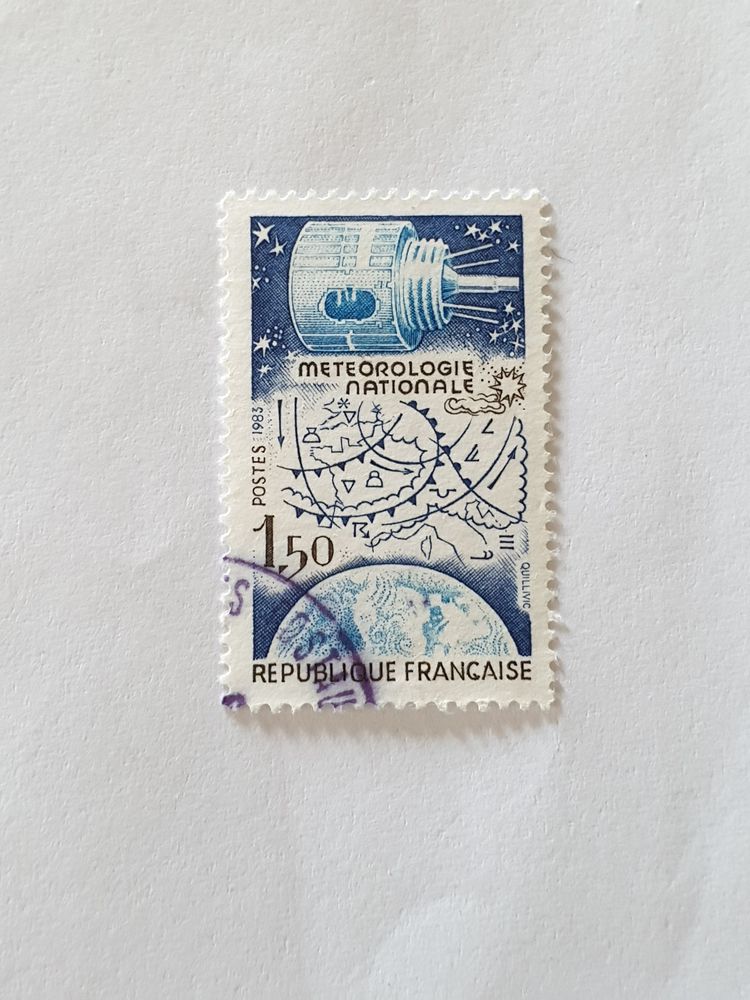 METEOROLOGIE
NATIONALE
POSTES 1983
1,50
QUILLIVIC
REPUBLIQUE FRANÇAISE